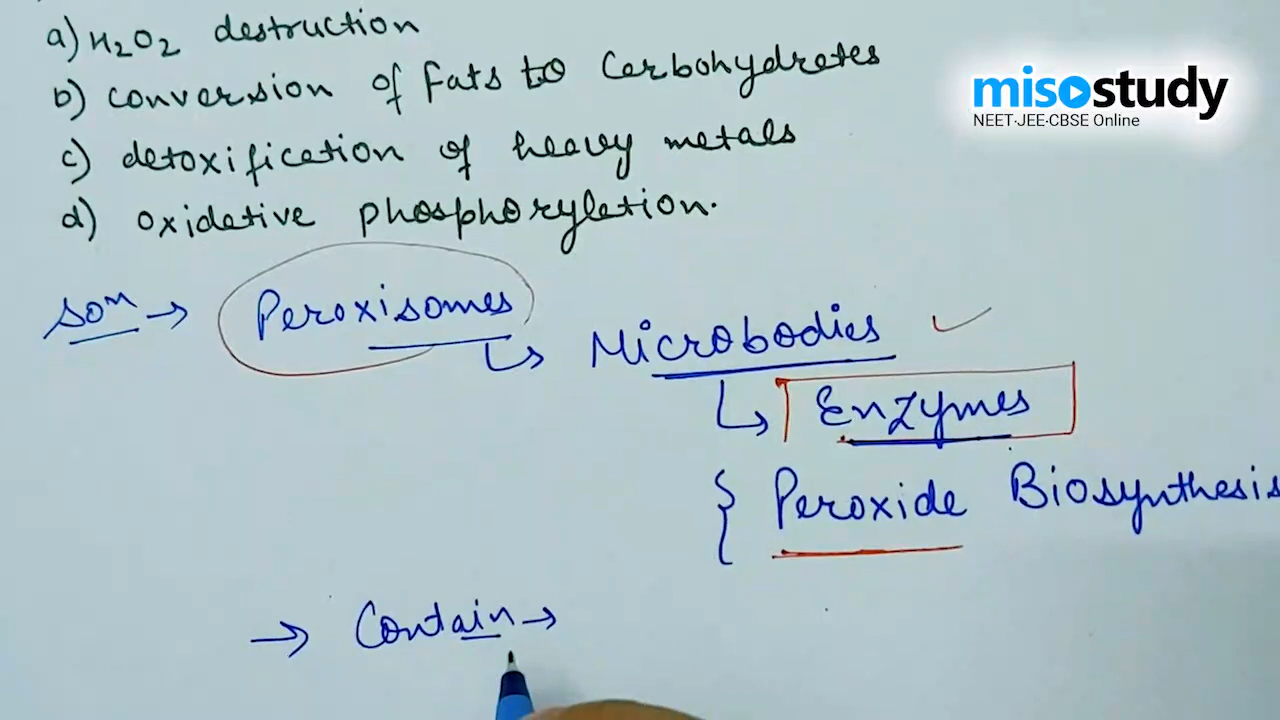 a) H2O2 destruction
b) conversion of fats to carbohydrates
c) detoxification of heavy metals
d) oxidative phosphorylation.
misostudy
NEET-JEE-CBSE Online
son → Peroxisomes
↳ Microbodies ✓
↳ Enzymes
{ Peroxide Biosynthesis
→ Contain →